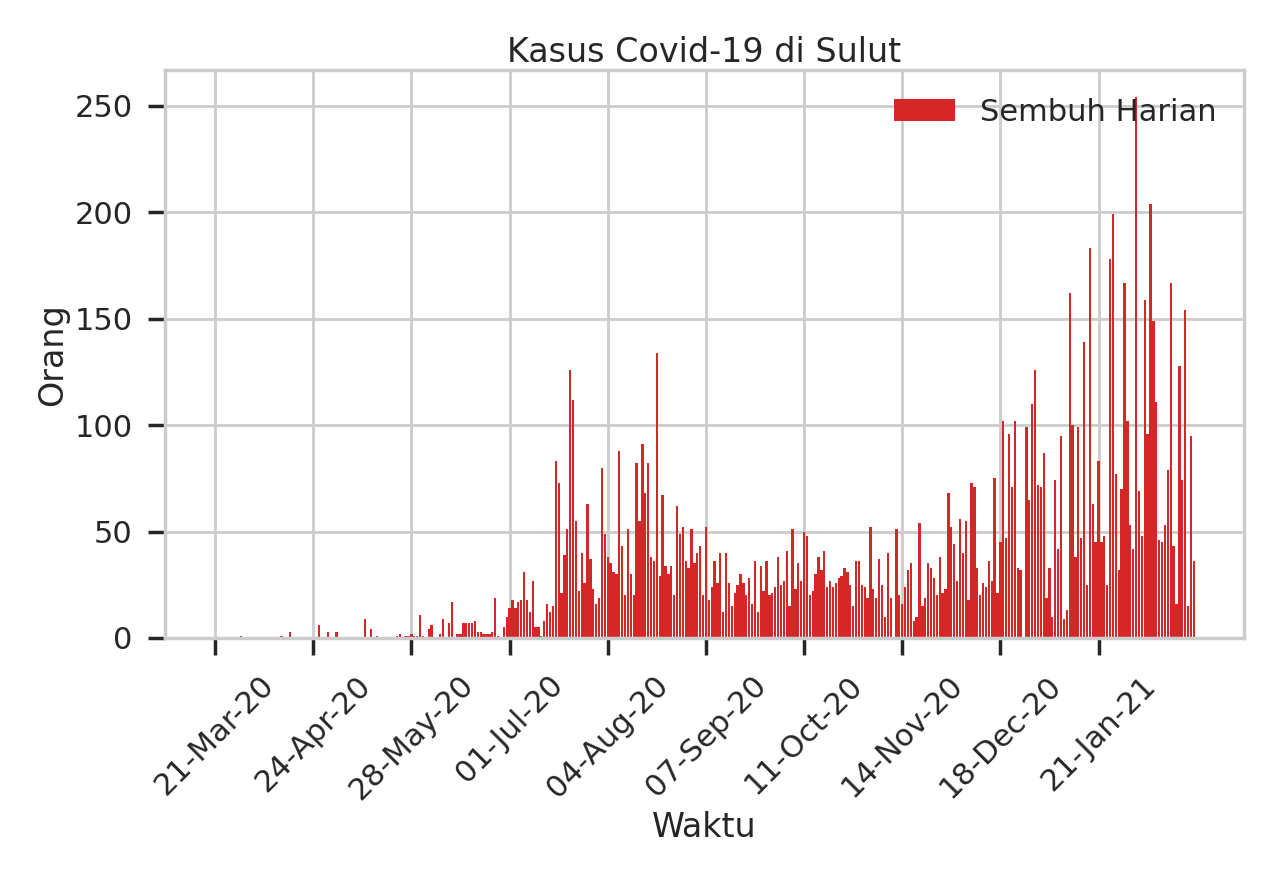 Kasus Covid-19 di Sulut
Sembuh Harian
Orang
250
200
150
100
50
0
21-Mar-20
24-Apr-20
28-May-20
01-Jul-20
04-Aug-20
07-Sep-20
11-Oct-20
14-Nov-20
18-Dec-20
21-Jan-21
Waktu